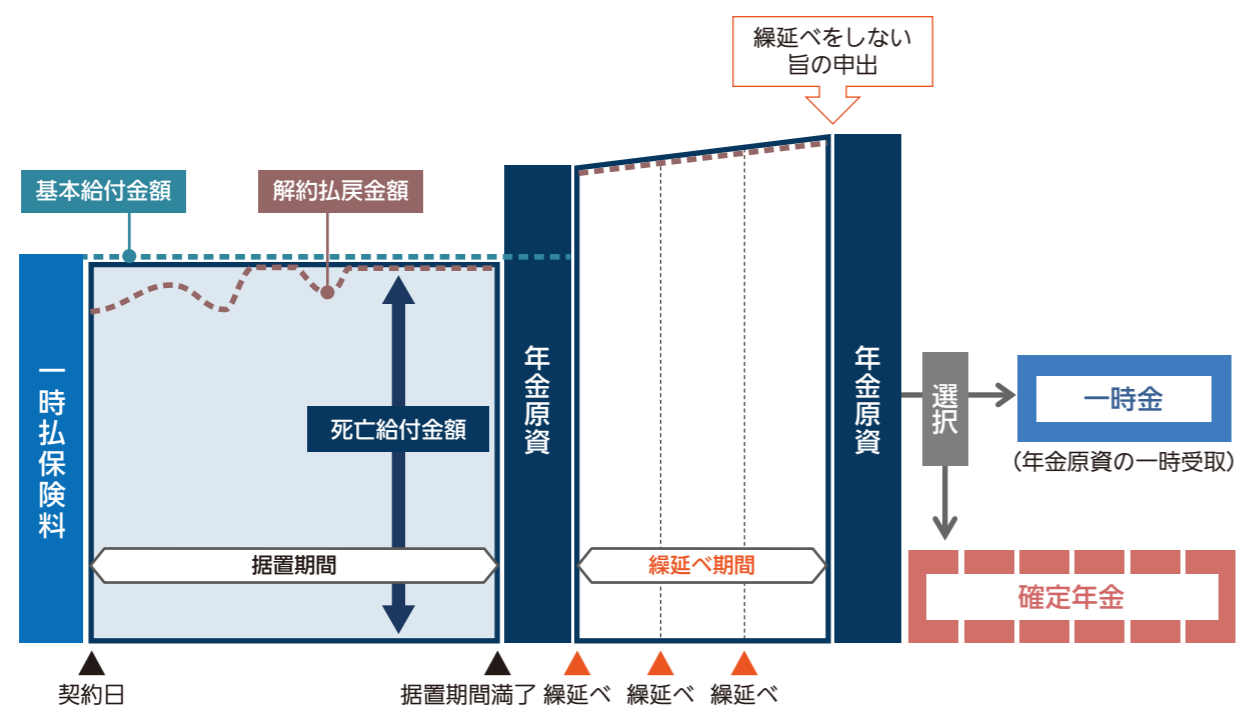 繰延べをしない
旨の申出
基本給付金額
解約払戻金額
一時払保険料
死亡給付金額
年金原資
年金原資
選択
一時金
（年金原資の一時受取）
据置期間
繰延べ期間
確定年金
契約日
据置期間満了
繰延べ
繰延べ
繰延べ